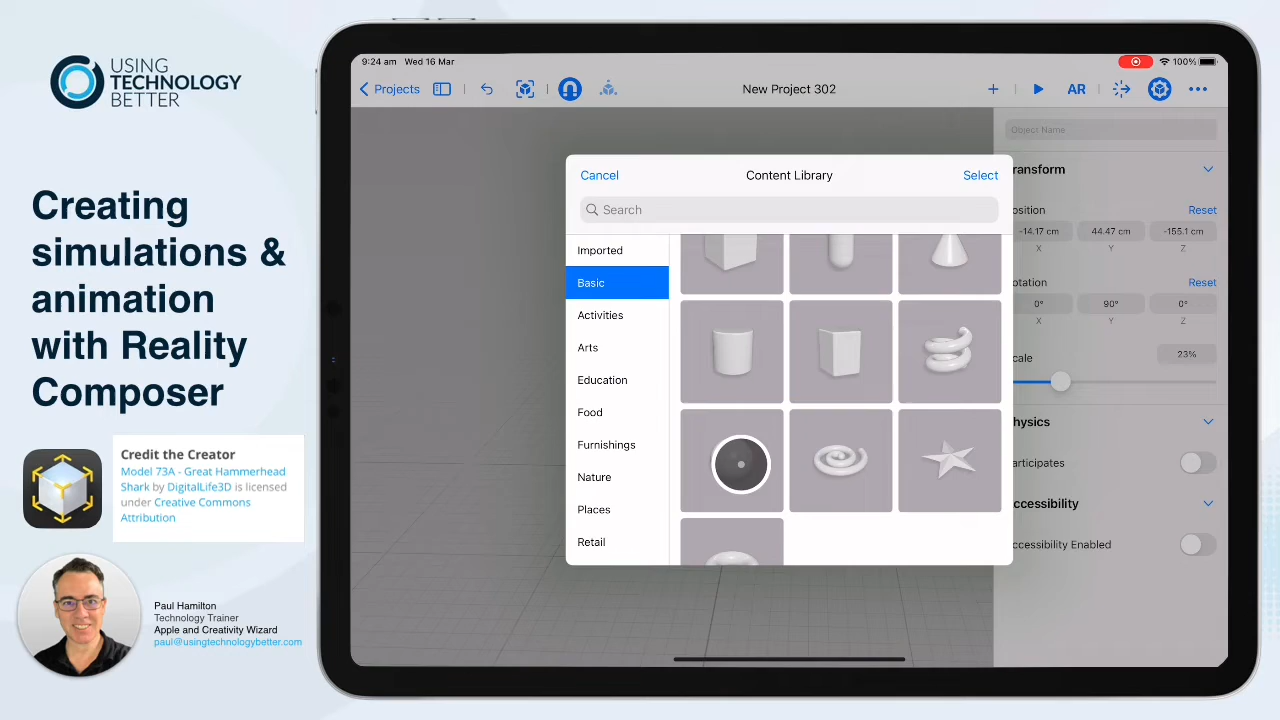 USING
TECHNOLOGY
BETTER
Creating
simulations &
animation
with Reality
Composer
Credit the Creator
Model 73A - Great Hammerhead
Shark by DigitalLife3D is licensed
under Creative Commons
Attribution
Paul Hamilton
Technology Trainer
Apple and Creativity Wizard
paul@usingtechnologybetter.com
9:24 am Wed 16 Mar
100%
Projects
New Project 302
AR
Object Name
Cancel
Content Library
Select
Search
Imported
Basic
Activities
Arts
Education
Food
Furnishings
Nature
Places
Retail
ransform
osition
Reset
-14.17 cm 44.47 cm -155.1 cm
X Y Z
otation
Reset
0° 90° 0°
X Y Z
cale
23%
hysics
articipates
ccessibility
ccessibility Enabled